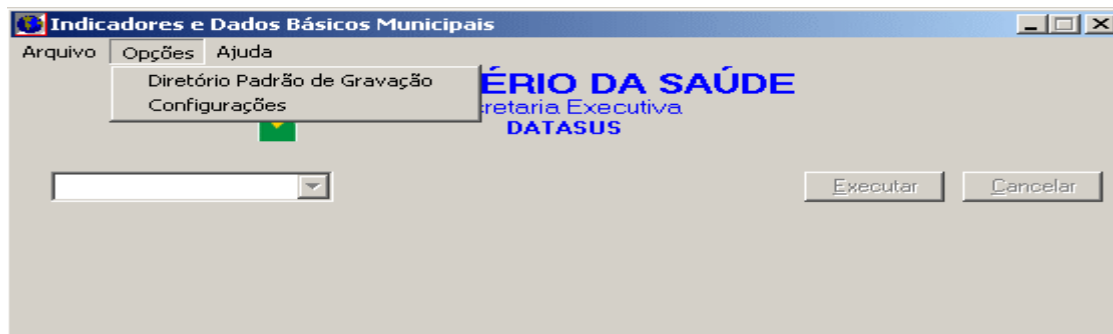 Indicadores e Dados Básicos Municipais
Arquivo Opções Ajuda
Diretório Padrão de Gravação
Configurações
ÉRIO DA SAÚDE
retaria Executiva
DATASUS
Executar Cancelar